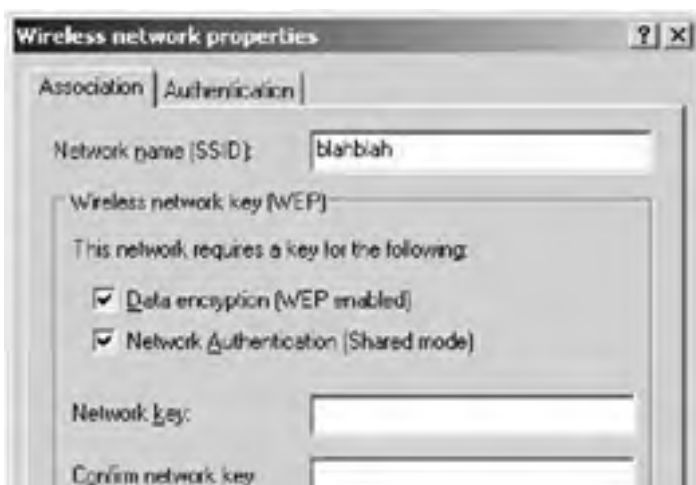 Wireless network properties
Association Authentication
Network name (SSID): blahblah
Wireless network key (WEP)
This network requires a key for the following:
Data encryption (WEP enabled)
Network Authentication (Shared mode)
Network key:
Confirm network key